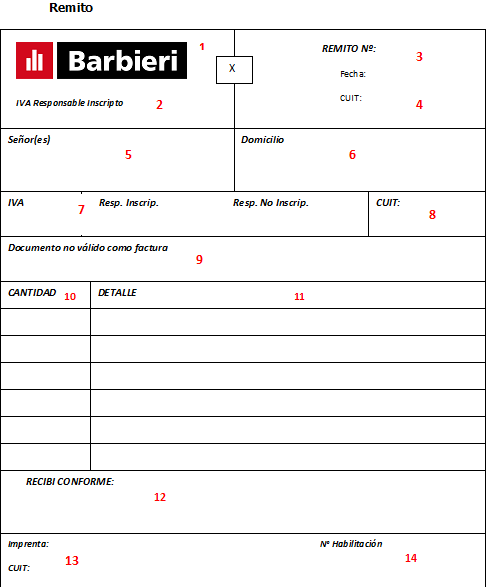 Remito
Barbieri 1
X
REMITO Nº: 3
Fecha:
IVA Responsable Inscripto 2
CUIT: 4
Señor(es) 5
Domicilio 6
IVA 7 Resp. Inscrip. Resp. No Inscrip.
CUIT: 8
Documento no válido como factura 9
CANTIDAD 10
DETALLE 11
RECIBI CONFORME: 12
Imprenta:
CUIT: 13
Nº Habilitación 14